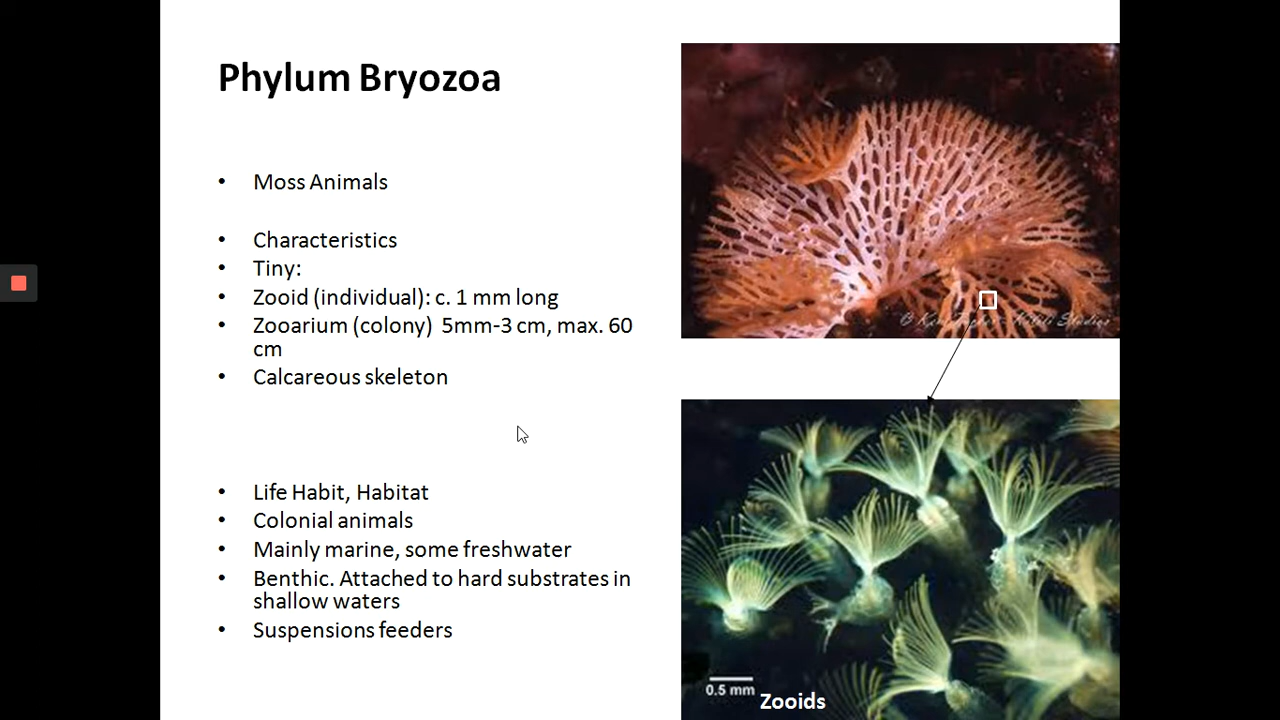 Phylum Bryozoa
• Moss Animals
• Characteristics
• Tiny:
• Zooid (individual): c. 1 mm long
• Zooarium (colony) 5mm-3 cm, max. 60
cm
• Calcareous skeleton
• Life Habit, Habitat
• Colonial animals
• Mainly marine, some freshwater
• Benthic. Attached to hard substrates in
shallow waters
• Suspensions feeders
Studios
0.5 mm
Zooids